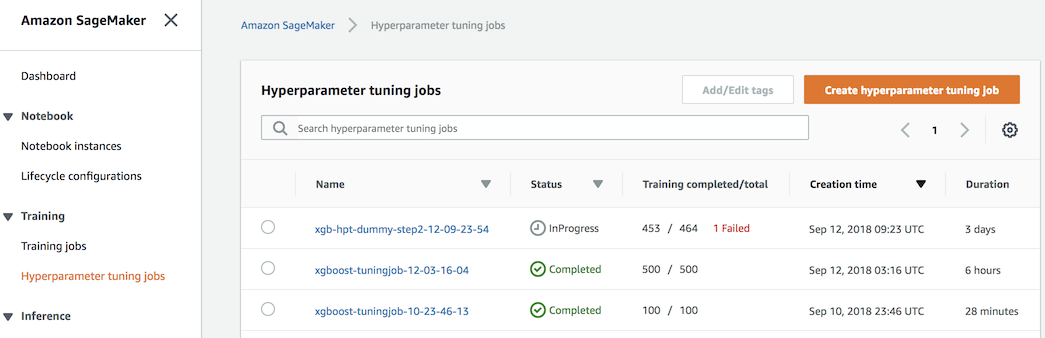 Amazon SageMaker
Dashboard
Notebook
Notebook instances
Lifecycle configurations
Training
Training jobs
Hyperparameter tuning jobs
Inference
Amazon SageMaker Hyperparameter tuning jobs
Hyperparameter tuning jobs Add/Edit tags Create hyperparameter tuning job
Search hyperparameter tuning jobs 1
Name Status Training completed/total Creation time Duration
xgb-hpt-dummy-step2-12-09-23-54 InProgress 453 / 464 1 Failed Sep 12, 2018 09:23 UTC 3 days
xgboost-tuningjob-12-03-16-04 Completed 500 / 500 Sep 12, 2018 03:16 UTC 6 hours
xgboost-tuningjob-10-23-46-13 Completed 100 / 100 Sep 10, 2018 23:46 UTC 28 minutes